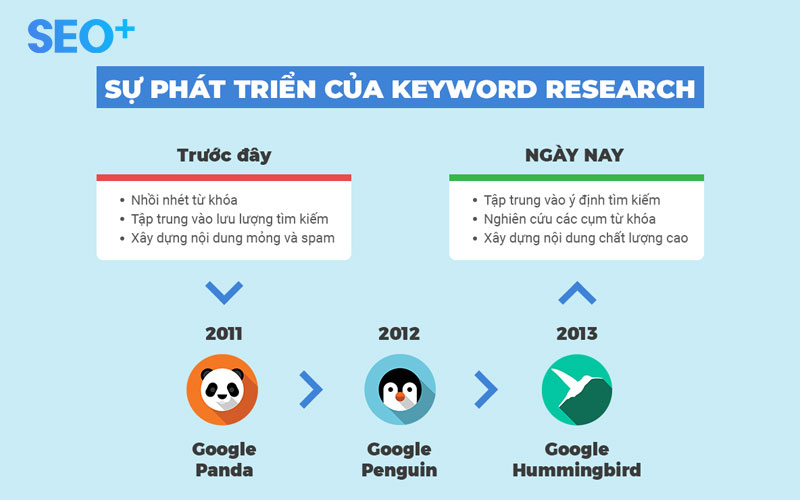 SEO+
SỰ PHÁT TRIỂN CỦA KEYWORD RESEARCH
Trước đây
• Nhồi nhét từ khóa
• Tập trung vào lưu lượng tìm kiếm
• Xây dựng nội dung mỏng và spam
NGÀY NAY
• Tập trung vào ý định tìm kiếm
• Nghiên cứu các cụm từ khóa
• Xây dựng nội dung chất lượng cao
2011
Google
Panda
2012
Google
Penguin
2013
Google
Hummingbird